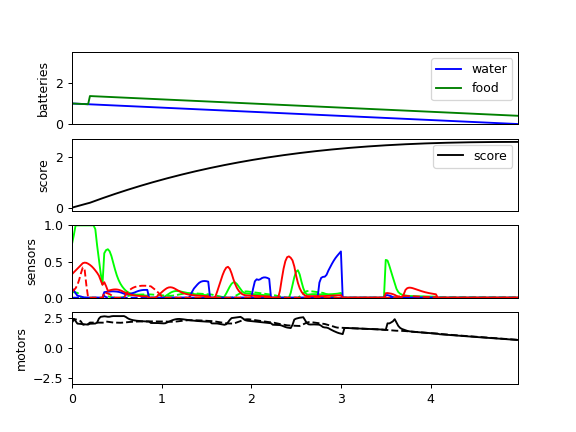 batteries
2
0
water
food
score
2
0
score
sensors
1.0
0.5
0.0
motors
2.5
0.0
−2.5
0 1 2 3 4